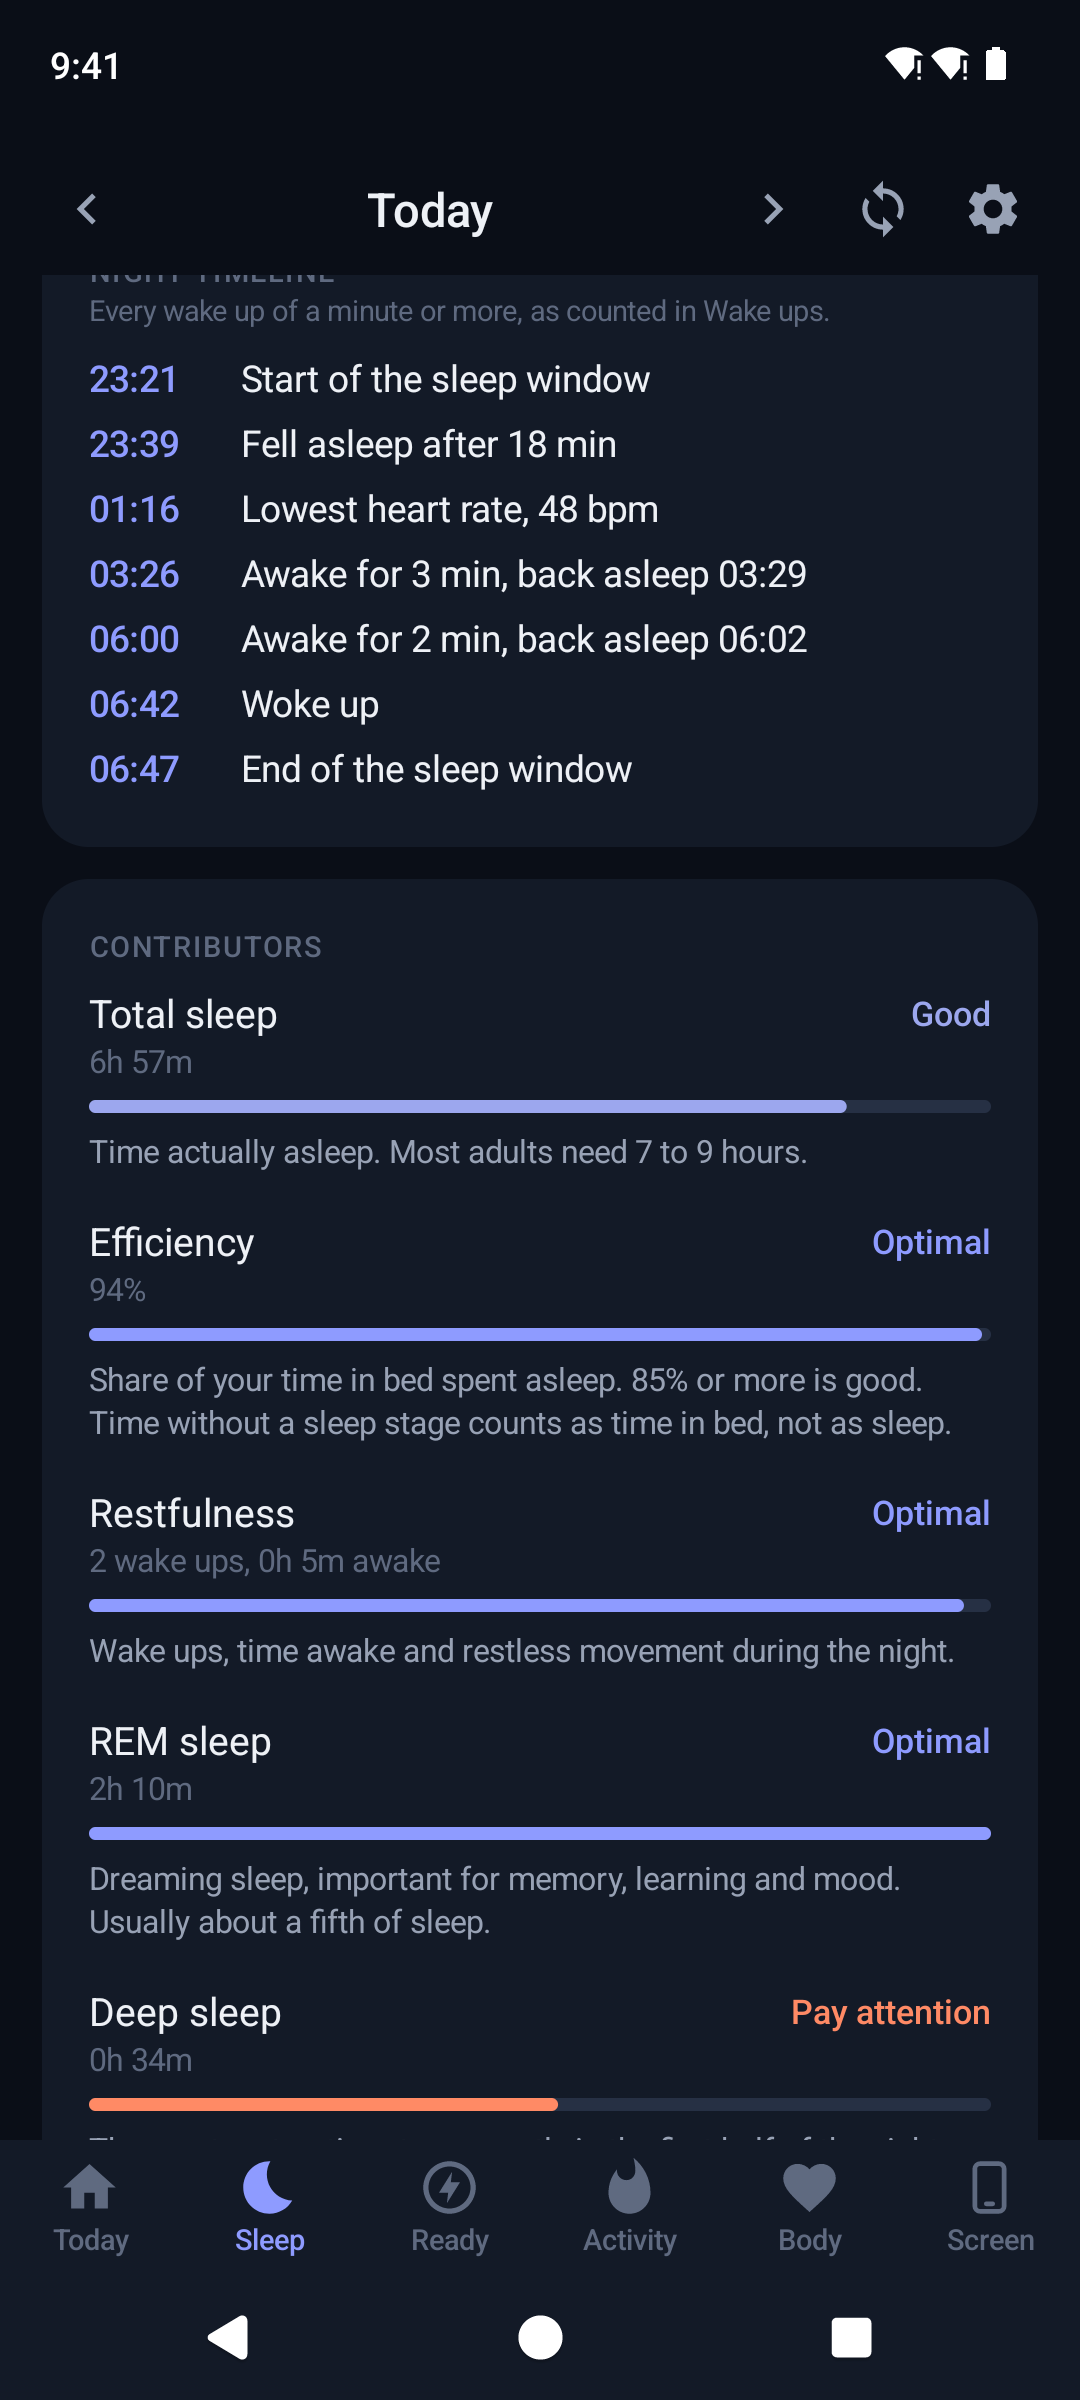 9:41
Today
NIGHT TIMELINE
Every wake up of a minute or more, as counted in Wake ups.
23:21 Start of the sleep window
23:39 Fell asleep after 18 min
01:16 Lowest heart rate, 48 bpm
03:26 Awake for 3 min, back asleep 03:29
06:00 Awake for 2 min, back asleep 06:02
06:42 Woke up
06:47 End of the sleep window
CONTRIBUTORS
Total sleep Good
6h 57m
Time actually asleep. Most adults need 7 to 9 hours.
Efficiency Optimal
94%
Share of your time in bed spent asleep. 85% or more is good.
Time without a sleep stage counts as time in bed, not as sleep.
Restfulness Optimal
2 wake ups, 0h 5m awake
Wake ups, time awake and restless movement during the night.
REM sleep Optimal
2h 10m
Dreaming sleep, important for memory, learning and mood.
Usually about a fifth of sleep.
Deep sleep Pay attention
0h 34m
Today Sleep Ready Activity Body Screen